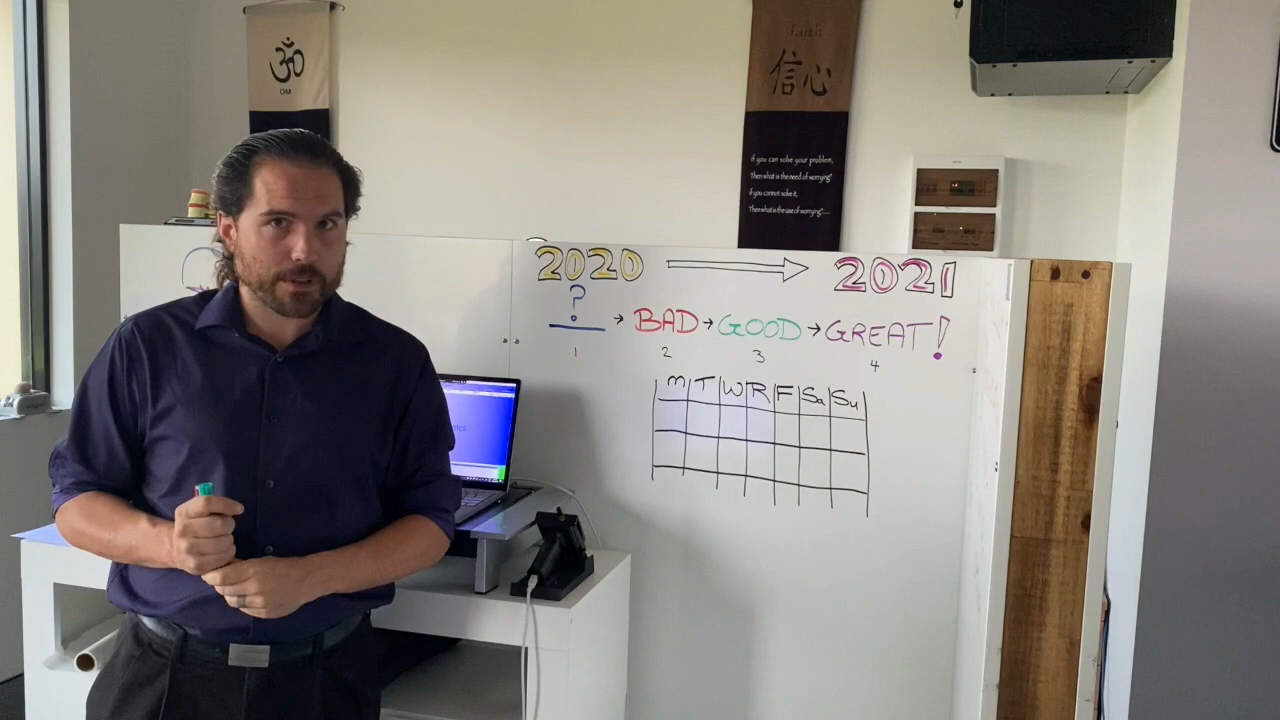 OM
faith
信心
if you can solve your problem,
Then what is the need of worrying?
if you cannot solve it,
Then what is the use of worrying?....
2020 2021
?
BAD GOOD GREAT!
1 2 3 4
M T W R F Sa Su